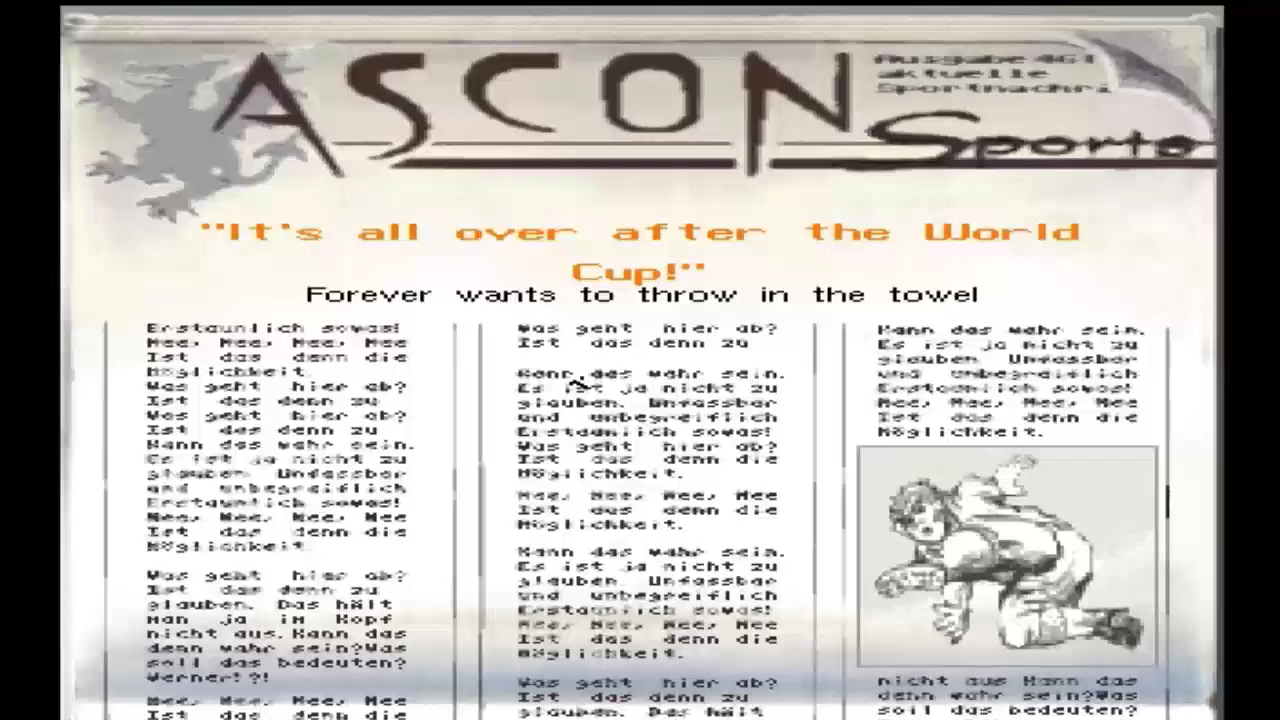 ASCON
Ausgabe 461
aktuelle
Sportnachri
Sports
"It's all over after the World
Cup!"
Forever wants to throw in the towel
Erstaunlich sowas!
Nee, Nee, Nee, Nee
Ist das denn die
Möglichkeit.
Was geht hier ab?
Ist das denn zu
Was geht hier ab?
Ist das denn zu
Kann das wahr sein.
Es ist ja nicht zu
glauben. Unfassbar
und unbegreiflich
Erstaunlich sowas!
Nee, Nee, Nee, Nee
Ist das denn die
Möglichkeit.
Was geht hier ab?
Ist das denn zu
glauben. Das hält
man ja im Kopf
nicht aus. Kann das
denn wahr sein?Was
soll das bedeuten?
Werner!?!
Nee, Nee, Nee, Nee
Ist das denn die
Was geht hier ab?
Ist das denn zu
Kann das wahr sein.
Es ist ja nicht zu
glauben. Unfassbar
und unbegreiflich
Erstaunlich sowas!
Was geht hier ab?
Ist das denn die
Möglichkeit.
Nee, Nee, Nee, Nee
Ist das denn die
Möglichkeit.
Kann das wahr sein.
Es ist ja nicht zu
glauben. Unfassbar
und unbegreiflich
Erstaunlich sowas!
Nee, Nee, Nee, Nee
Ist das denn die
Möglichkeit.
Was geht hier ab?
Ist das denn zu
glauben. Das hält
Kann das wahr sein.
Es ist ja nicht zu
glauben. Unfassbar
und unbegreiflich
Erstaunlich sowas!
Nee, Nee, Nee, Nee
Ist das denn die
Möglichkeit.
nicht aus Kann das
denn wahr sein?Was
soll das bedeuten?